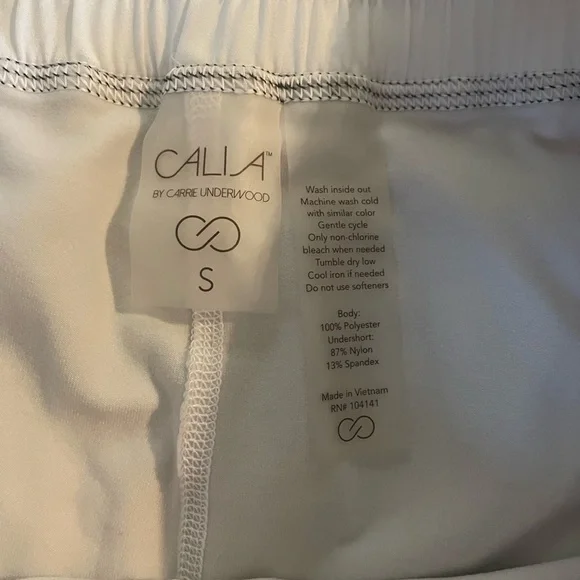 CALIA™
BY CARRIE UNDERWOOD
S
Wash inside out
Machine wash cold
with similar color
Gentle cycle
Only non-chlorine
bleach when needed
Tumble dry low
Cool iron if needed
Do not use softeners
Body:
100% Polyester
Undershort:
87% Nylon
13% Spandex
Made in Vietnam
RN# 104141